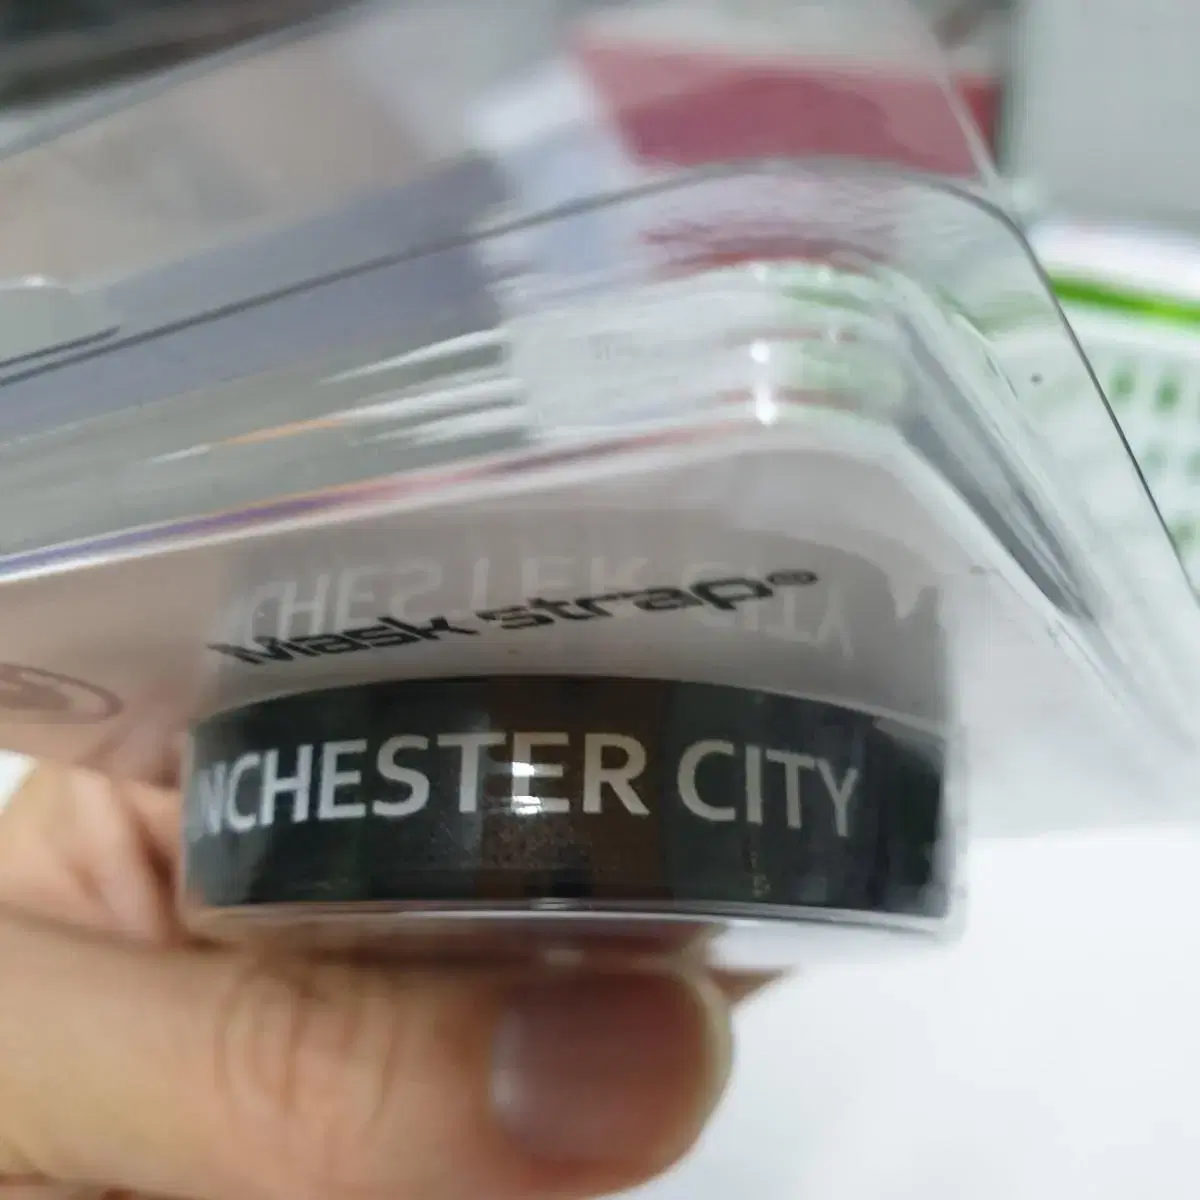 Mask strap®
NCHESTER CITY